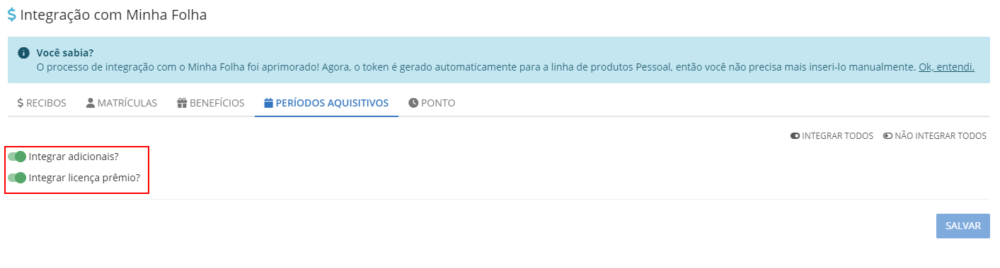 $ Integração com Minha Folha
Você sabia?
O processo de integração com o Minha Folha foi aprimorado! Agora, o token é gerado automaticamente para a linha de produtos Pessoal, então você não precisa mais inseri-lo manualmente. Ok, entendi.
$ RECIBOS MATRÍCULAS BENEFÍCIOS PERÍODOS AQUISITIVOS PONTO
INTEGRAR TODOS NÃO INTEGRAR TODOS
Integrar adicionais?
Integrar licença prêmio?
SALVAR